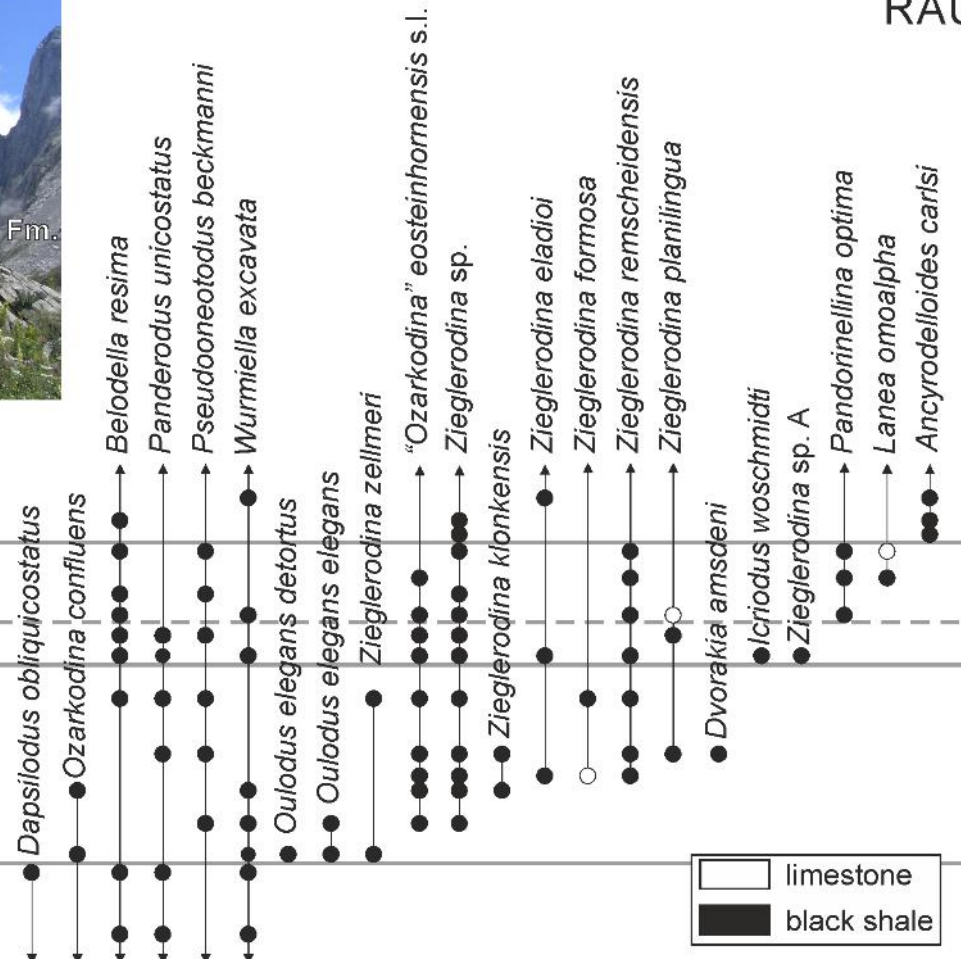 RAU
Fm.
Dapsilodus obliquicostatus
Ozarkodina confluens
Belodella resima
Panderodus unicostatus
Pseudooneotodus beckmanni
Wurmiella excavata
Oulodus elegans detortus
Oulodus elegans elegans
Zieglerodina zellmeri
“Ozarkodina” eosteinhornensis s.l.
Zieglerodina sp.
Zieglerodina klonkensis
Zieglerodina eladioi
Zieglerodina formosa
Zieglerodina remscheidensis
Zieglerodina planilingua
Dvorakia amsdeni
Icriodus woschmidti
Zieglerodina sp. A
Pandorinellina optima
Lanea omoalpha
Ancyrodelloides carlsi
limestone
black shale